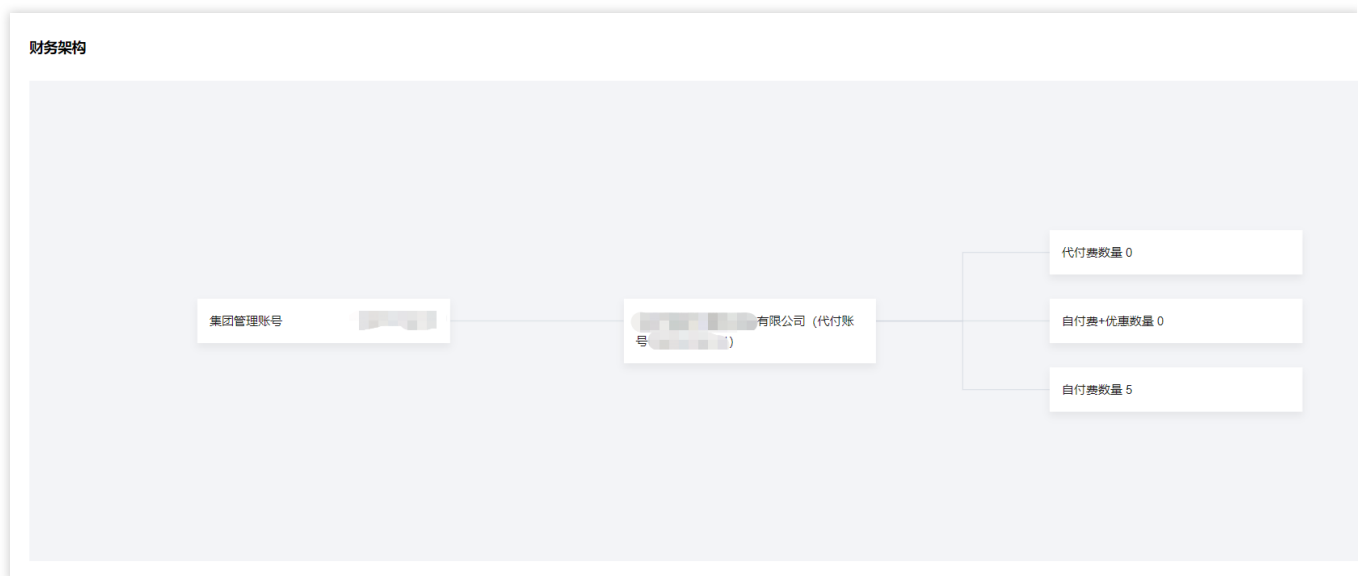 财务架构
代付费数量 0
集团管理账号
有限公司（代付账
号
）
自付费+优惠数量 0
自付费数量 5